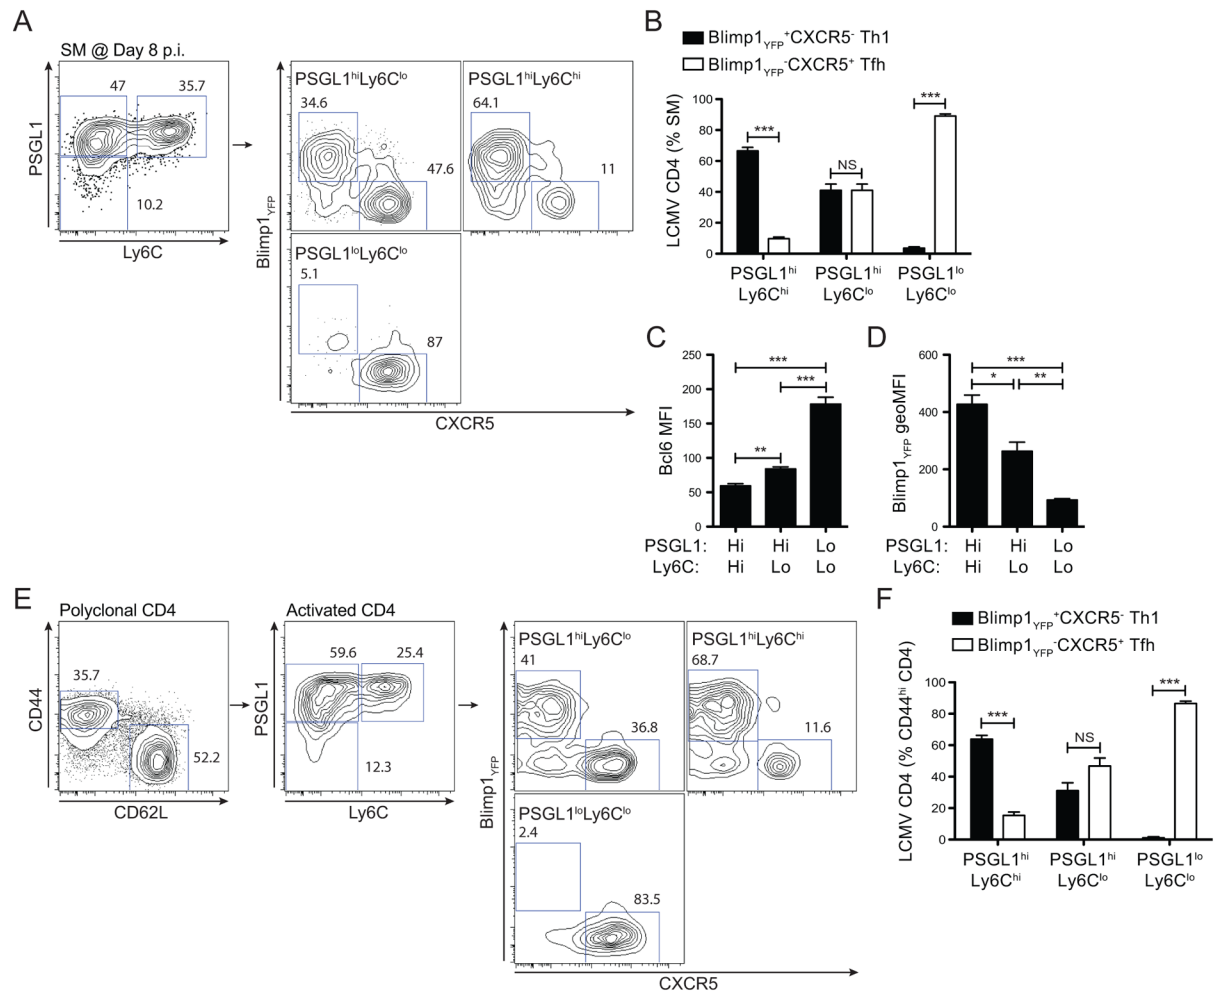 A
SM @ Day 8 p.i.
47
35.7
10.2
PSGL1
Ly6C
PSGL1hiLy6Clo
34.6
47.6
PSGL1hiLy6Chi
64.1
11
PSGL1loLy6Clo
5.1
87
Blimp1YFP
CXCR5
B
Blimp1YFP+CXCR5- Th1
Blimp1YFP-CXCR5+ Tfh
LCMV CD4 (% SM)
100
80
60
40
20
0
***
NS
***
PSGL1hi PSGL1hi PSGL1lo
Ly6Chi Ly6Clo Ly6Clo
C
Bcl6 MFI
250
200
150
100
50
0
***
***
**
PSGL1: Hi Hi Lo
Ly6C: Hi Lo Lo
D
Blimp1YFP geoMFI
600
400
200
0
***
* **
PSGL1: Hi Hi Lo
Ly6C: Hi Lo Lo
E
Polyclonal CD4
35.7
52.2
CD44
CD62L
Activated CD4
59.6
25.4
12.3
PSGL1
Ly6C
PSGL1hiLy6Clo
41
36.8
PSGL1hiLy6Chi
68.7
11.6
PSGL1loLy6Clo
2.4
83.5
Blimp1YFP
CXCR5
F
Blimp1YFP+CXCR5- Th1
Blimp1YFP-CXCR5+ Tfh
LCMV CD4 (% CD44hi CD4)
100
80
60
40
20
0
***
NS
***
PSGL1hi PSGL1hi PSGL1lo
Ly6Chi Ly6Clo Ly6Clo